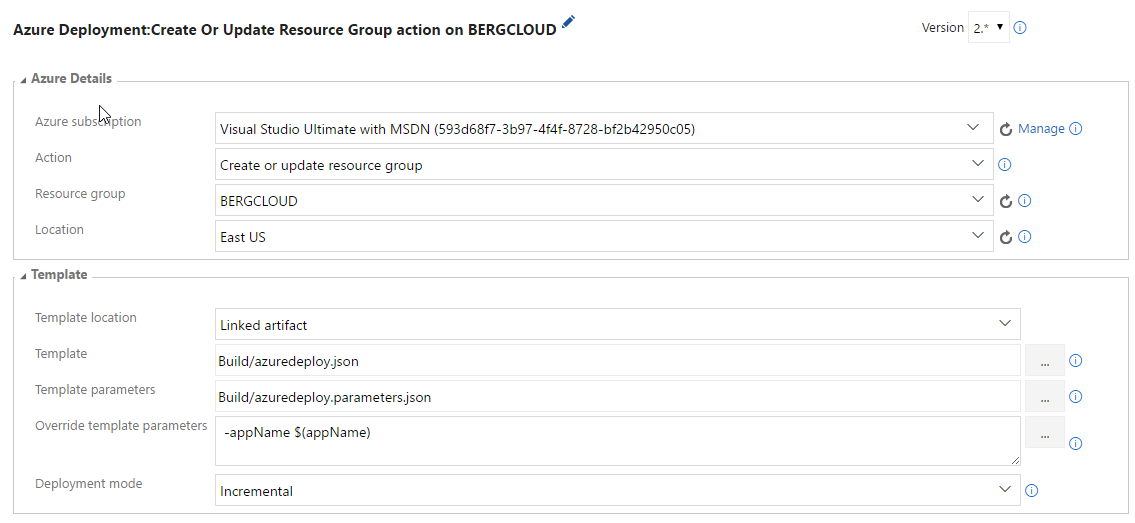 Azure Deployment:Create Or Update Resource Group action on BERGCLOUD
Version 2.*
Azure Details
Azure subscription Visual Studio Ultimate with MSDN (593d68f7-3b97-4f4f-8728-bf2b42950c05) Manage
Action Create or update resource group
Resource group BERGCLOUD
Location East US
Template
Template location Linked artifact
Template Build/azuredeploy.json ...
Template parameters Build/azuredeploy.parameters.json ...
Override template parameters -appName $(appName) ...
Deployment mode Incremental